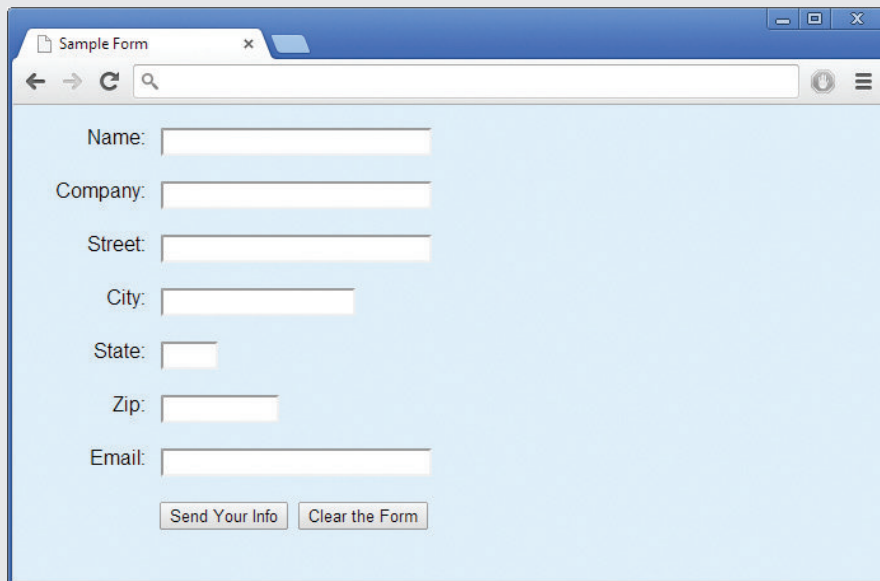 Sample Form
Name:
Company:
Street:
City:
State:
Zip:
Email:
Send Your Info Clear the Form